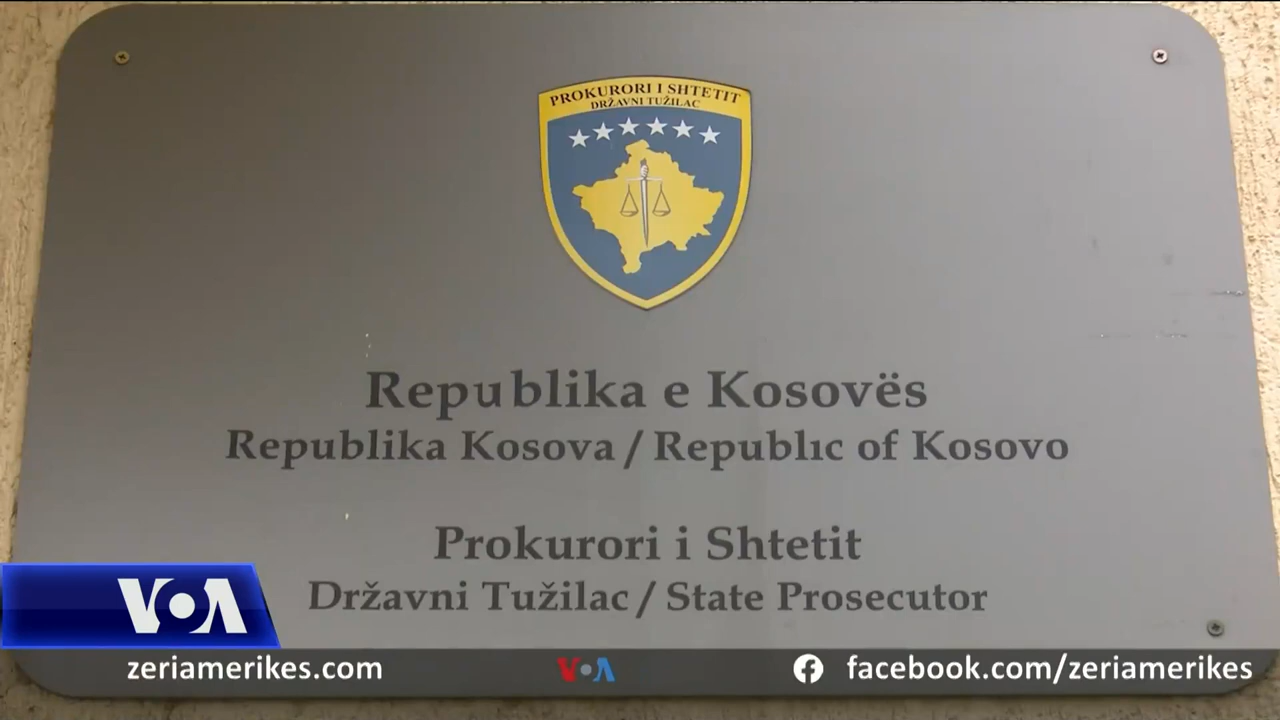 PROKURORI I SHTETIT
DRŽAVNI TUŽILAC
Republika e Kosovës
Republika Kosova / Republic of Kosovo
Prokurori i Shtetit
Državni Tužilac / State Prosecutor
VOA
zeriamerikes.com
VOA
facebook.com/zeriamerikes